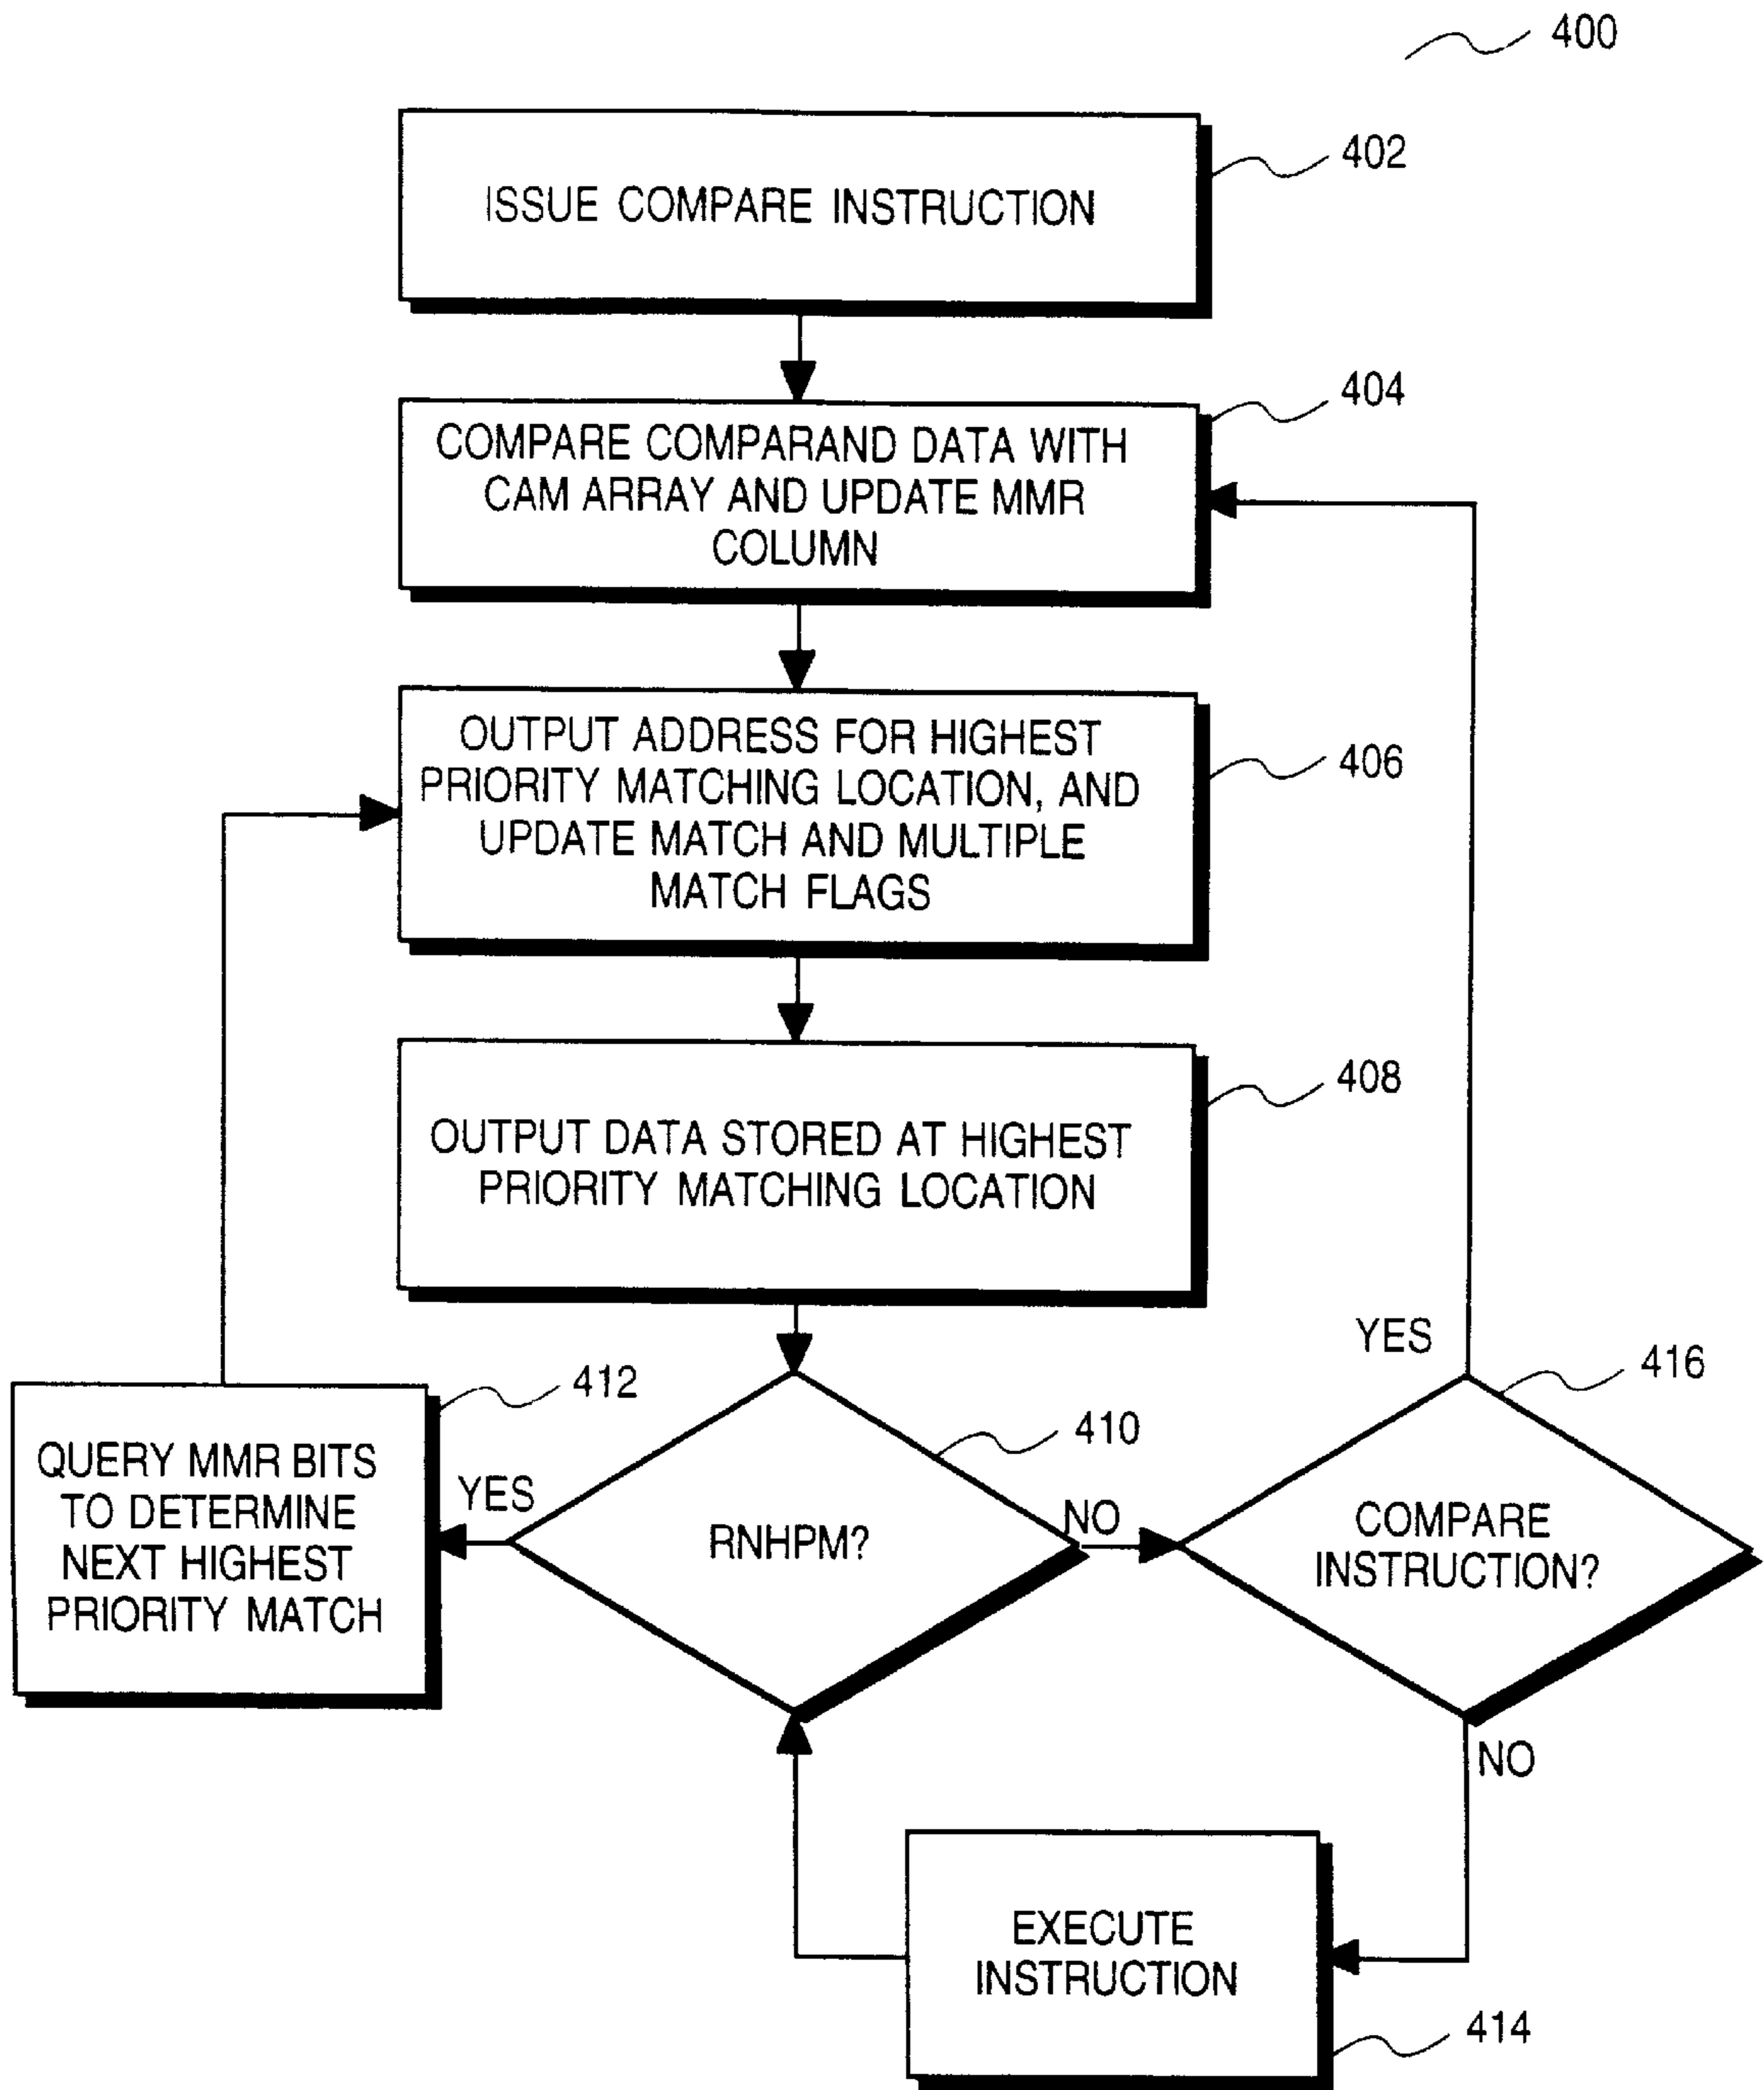 400
ISSUE COMPARE INSTRUCTION
402
COMPARE COMPARAND DATA WITH
CAM ARRAY AND UPDATE MMR
COLUMN
404
OUTPUT ADDRESS FOR HIGHEST
PRIORITY MATCHING LOCATION, AND
UPDATE MATCH AND MULTIPLE
MATCH FLAGS
406
OUTPUT DATA STORED AT HIGHEST
PRIORITY MATCHING LOCATION
408
RNHPM?
410
YES
NO
QUERY MMR BITS
TO DETERMINE
NEXT HIGHEST
PRIORITY MATCH
412
COMPARE
INSTRUCTION?
416
YES
NO
EXECUTE
INSTRUCTION
414